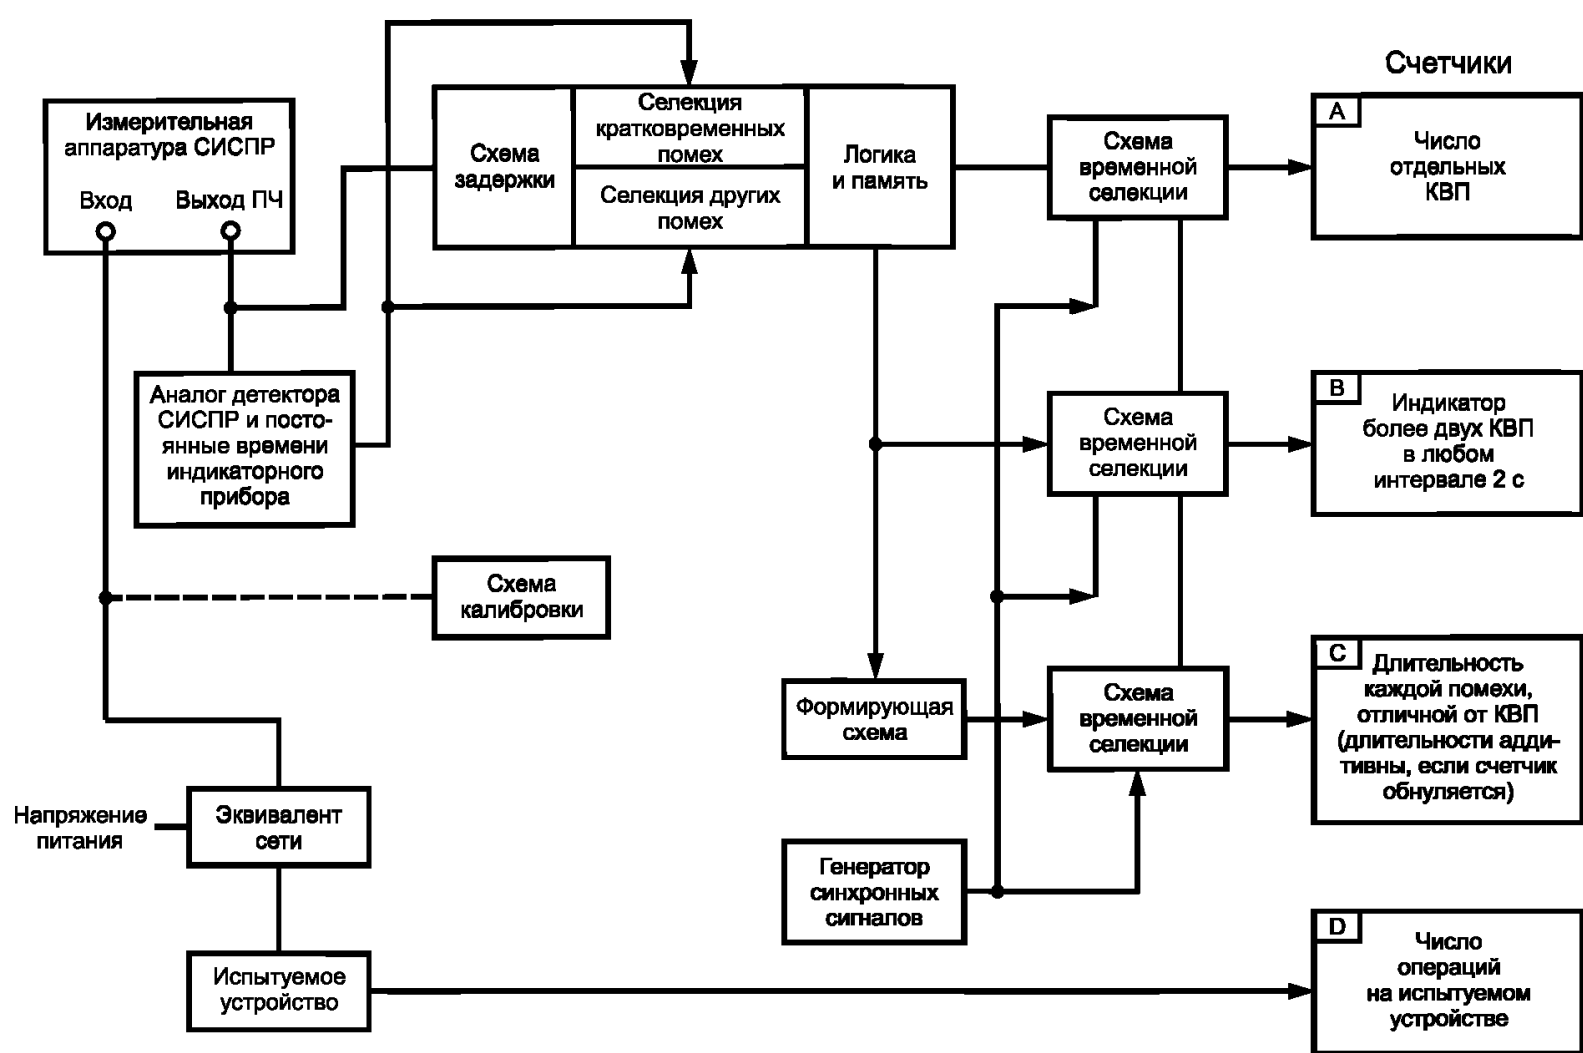 Счетчики
Измерительная
аппаратура СИСПР
Вход
Выход ПЧ
Схема
задержки
Селекция
кратковременных
помех
Селекция других
помех
Логика
и память
Схема
временной
селекции
A
Число
отдельных
КВП
Аналог детектора
СИСПР и посто-
янные времени
индикаторного
прибора
Схема
временной
селекции
B
Индикатор
более двух КВП
в любом
интервале 2 с
Схема
калибровки
Формирующая
схема
Схема
временной
селекции
C
Длительность
каждой помехи,
отличной от КВП
(длительности адди-
тивны, если счетчик
обнуляется)
Напряжение
питания
Эквивалент
сети
Генератор
синхронных
сигналов
Испытуемое
устройство
D
Число
операций
на испытуемом
устройстве